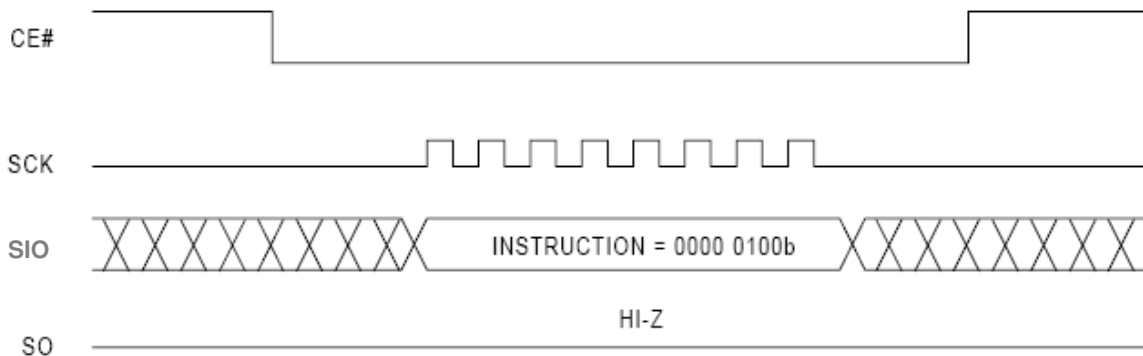 CE#
SCK
SIO
INSTRUCTION = 0000 0100b
HI-Z
SO